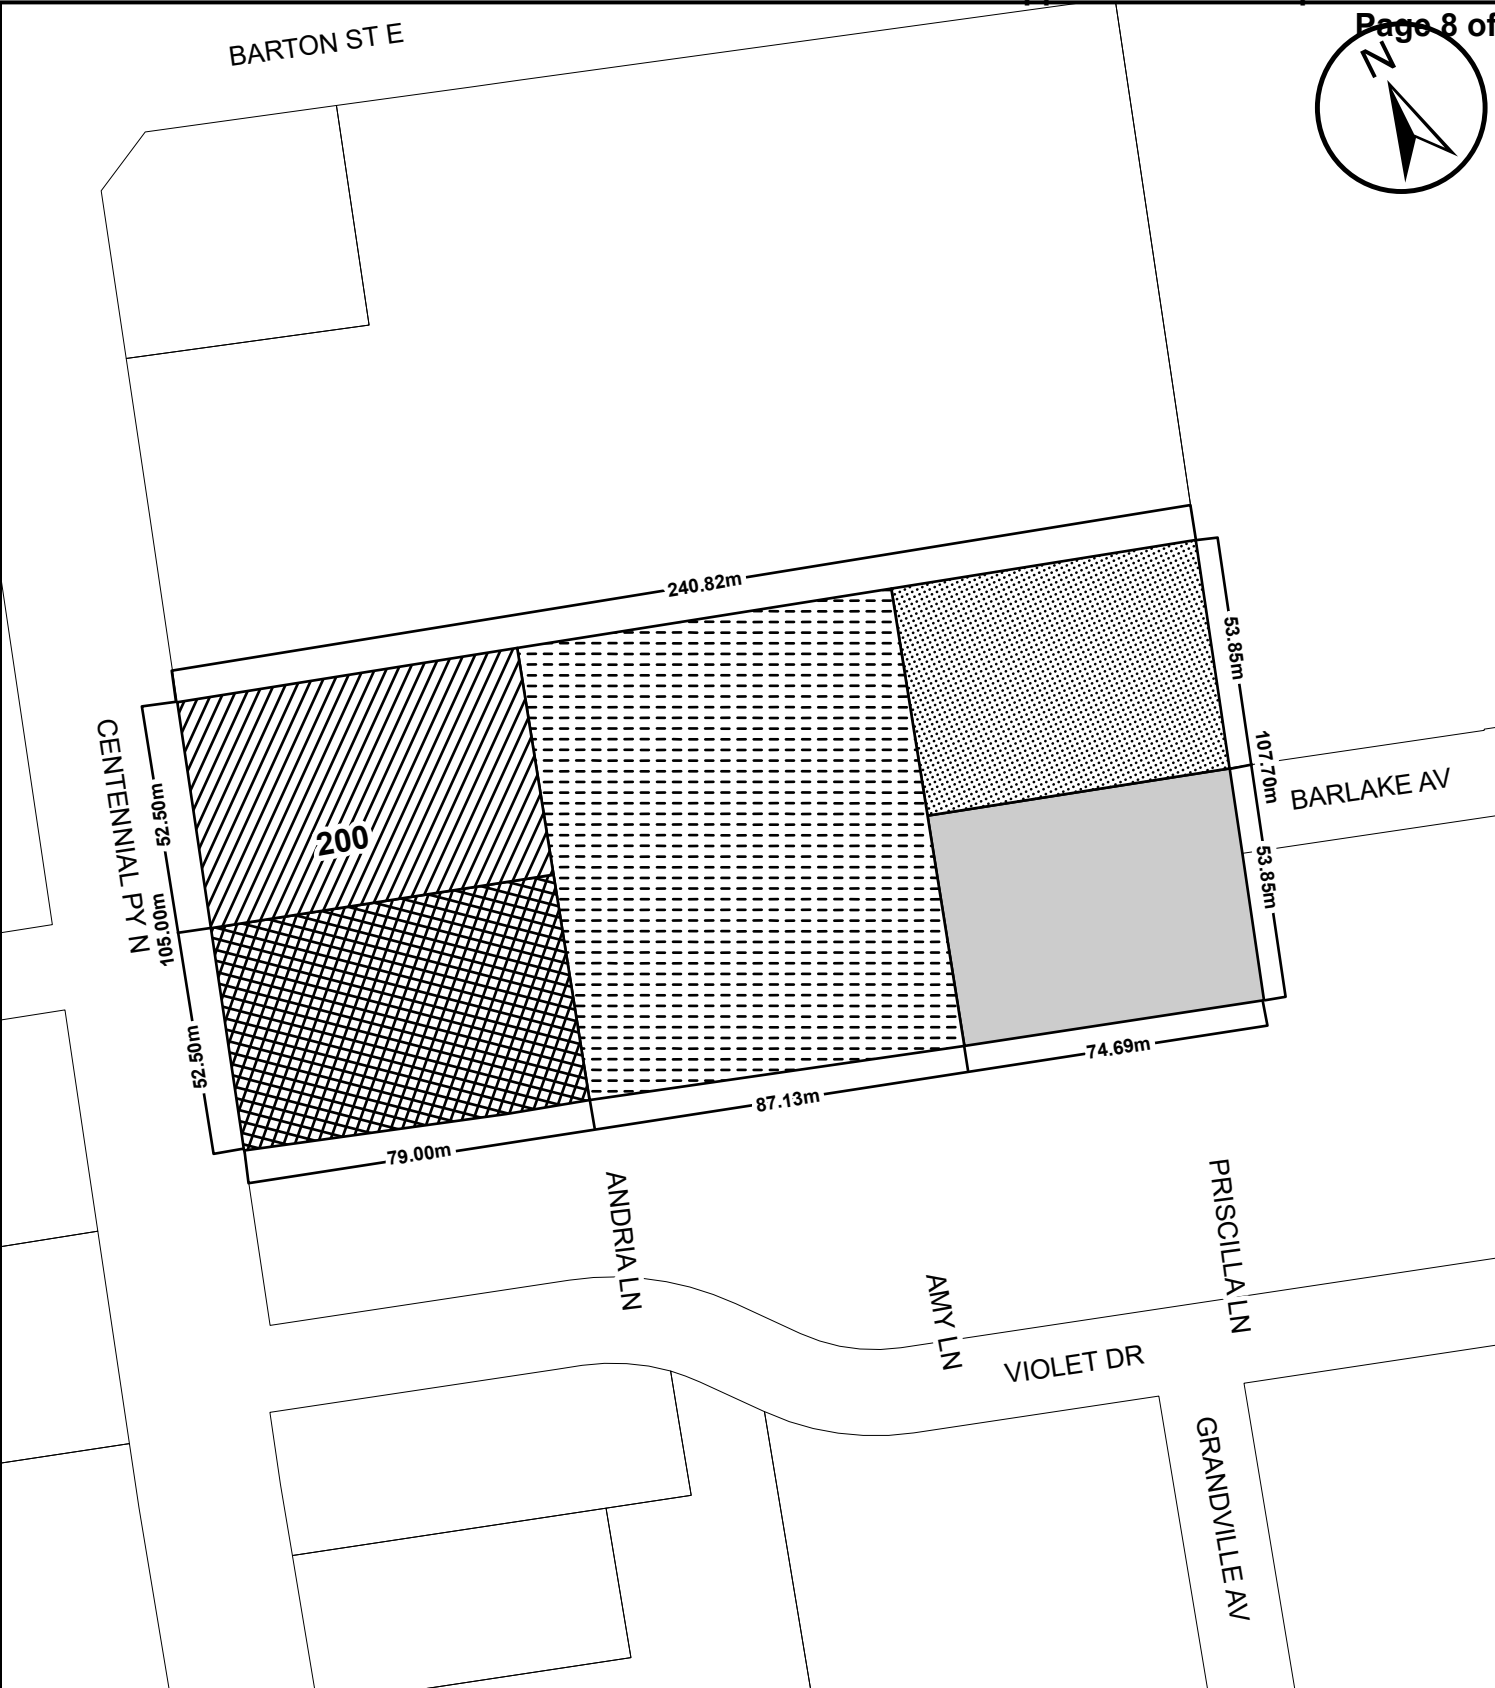 Page 8 of
BARTON ST E
N
240.82m
53.85m
107.70m
53.85m
BARLAKE AV
CENTENNIAL PY N
52.50m
105.00m
52.50m
200
74.69m
87.13m
79.00m
ANDRIA LN
AMY LN
PRISCILLA LN
VIOLET DR
GRANDVILLE AV